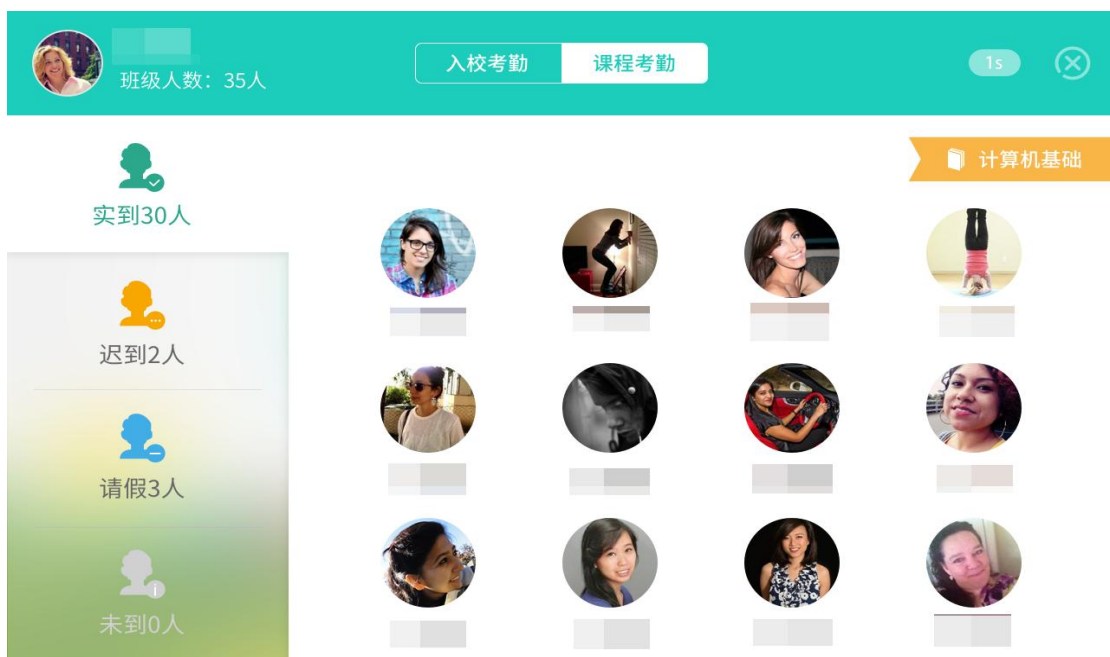 班级人数：35人
入校考勤
课程考勤
1s
计算机基础
实到30人
迟到2人
请假3人
未到0人